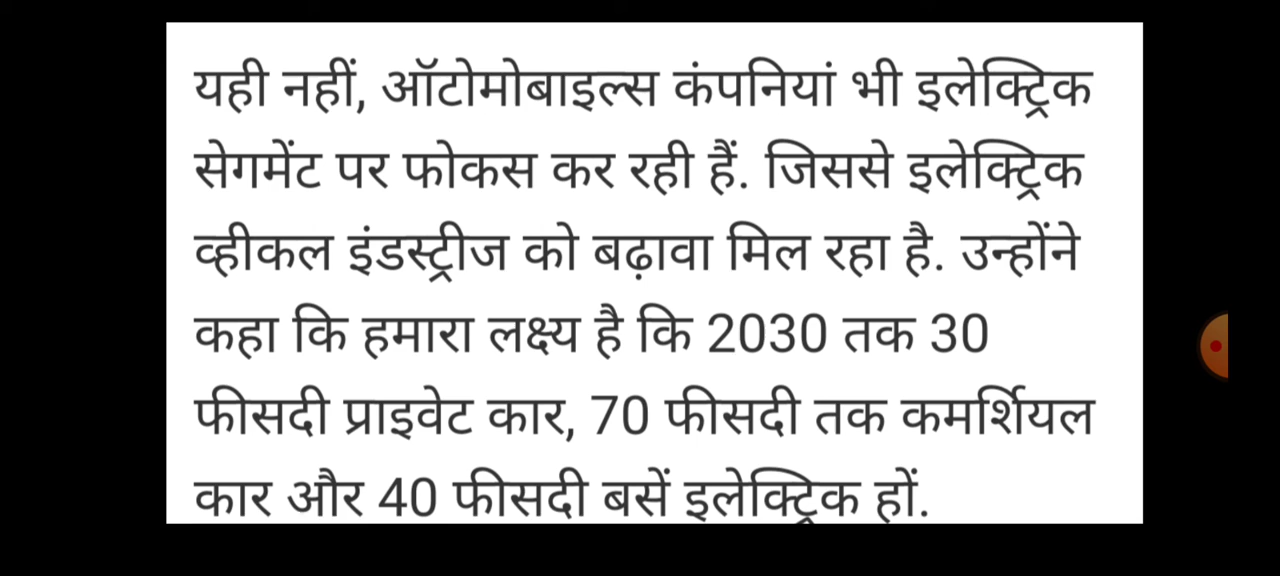 यही नहीं, ऑटोमोबाइल्स कंपनियां भी इलेक्ट्रिक
सेगमेंट पर फोकस कर रही हैं. जिससे इलेक्ट्रिक
व्हीकल इंडस्ट्रीज को बढ़ावा मिल रहा है. उन्होंने
कहा कि हमारा लक्ष्य है कि 2030 तक 30
फीसदी प्राइवेट कार, 70 फीसदी तक कमर्शियल
कार और 40 फीसदी बसें इलेक्ट्रिक हों.